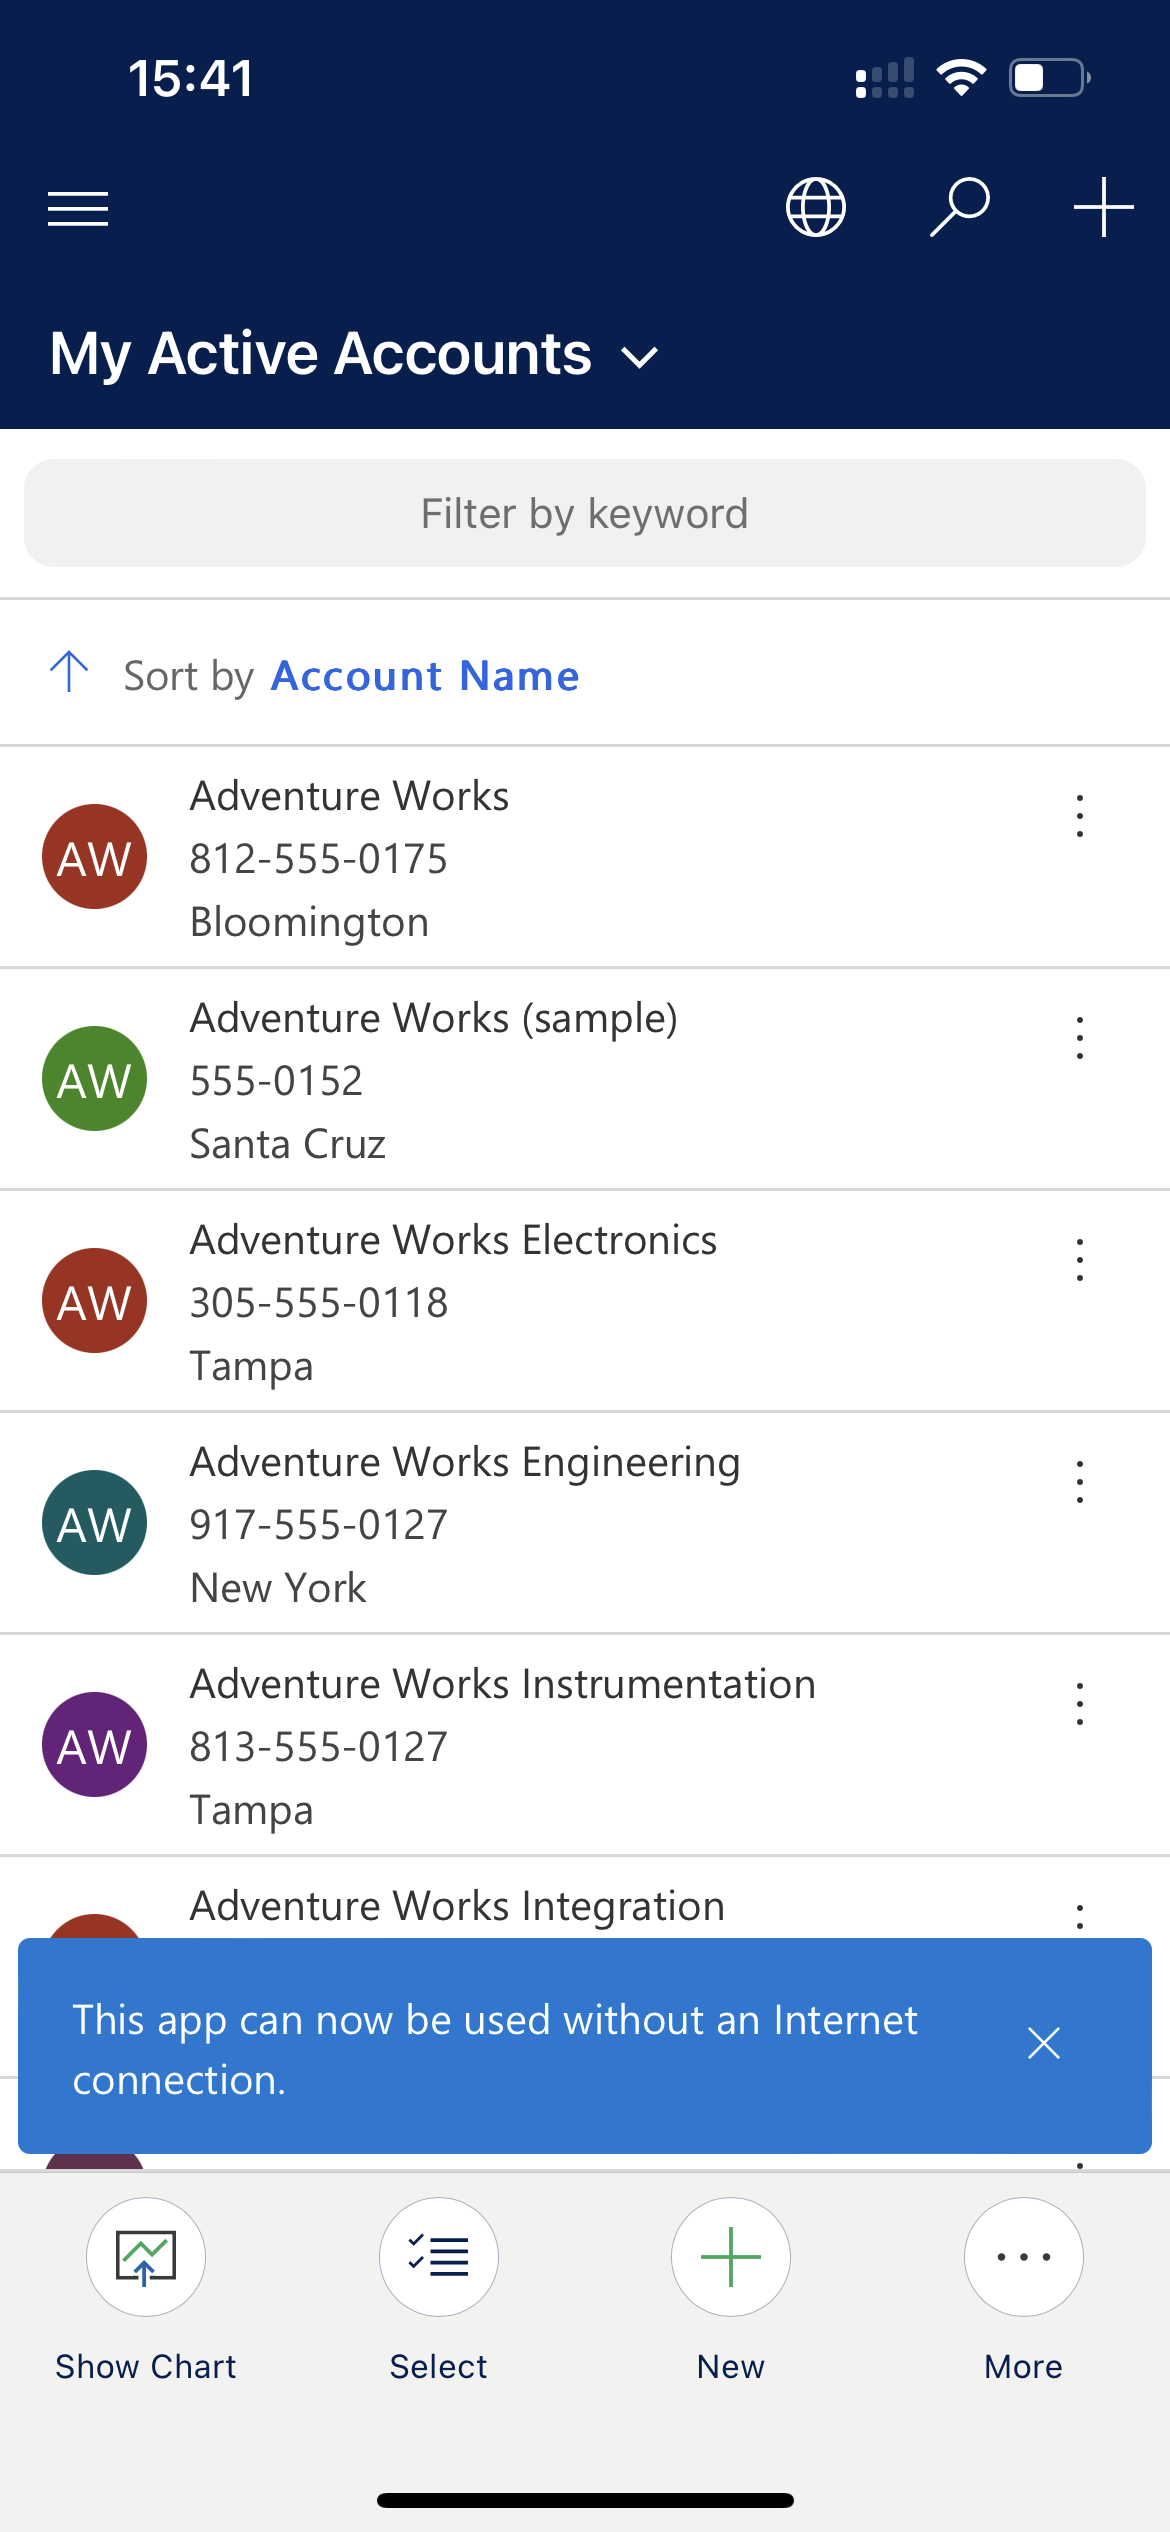 15:41
My Active Accounts
Filter by keyword
Sort by Account Name
AW
Adventure Works
812-555-0175
Bloomington
AW
Adventure Works (sample)
555-0152
Santa Cruz
AW
Adventure Works Electronics
305-555-0118
Tampa
AW
Adventure Works Engineering
917-555-0127
New York
AW
Adventure Works Instrumentation
813-555-0127
Tampa
Adventure Works Integration
This app can now be used without an Internet
connection.
Show Chart
Select
New
More